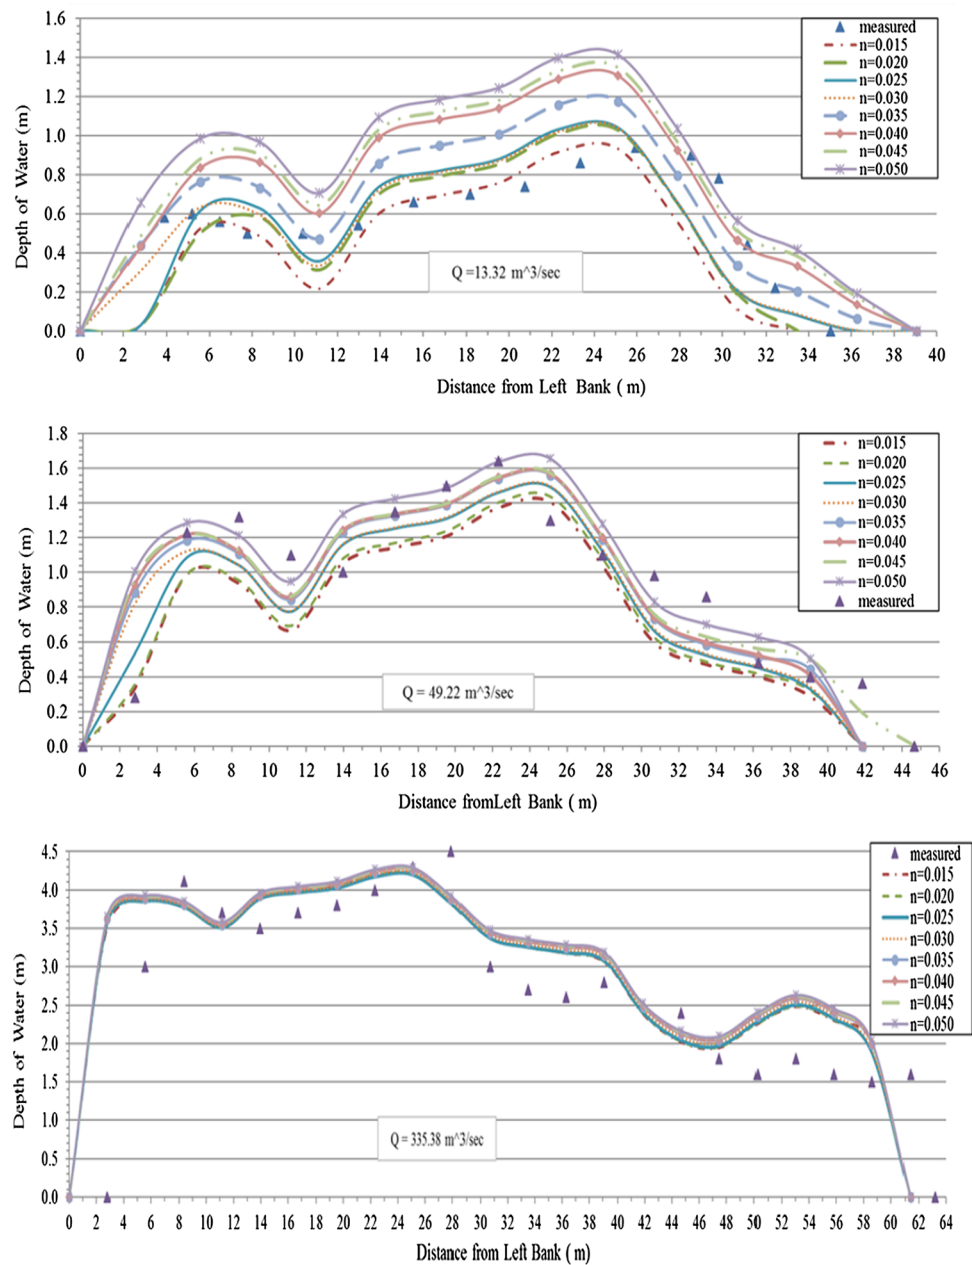 1.6
1.4
1.2
1.0
0.8
0.6
0.4
0.2
0.0
Depth of Water (m)
0 2 4 6 8 10 12 14 16 18 20 22 24 26 28 30 32 34 36 38 40
Distance from Left Bank ( m)
Q =13.32 m^3/sec
measured
n=0.015
n=0.020
n=0.025
n=0.030
n=0.035
n=0.040
n=0.045
n=0.050
1.8
1.6
1.4
1.2
1.0
0.8
0.6
0.4
0.2
0.0
Depth of Water (m)
0 2 4 6 8 10 12 14 16 18 20 22 24 26 28 30 32 34 36 38 40 42 44 46
Distance fromLeft Bank ( m)
Q = 49.22 m^3/sec
n=0.015
n=0.020
n=0.025
n=0.030
n=0.035
n=0.040
n=0.045
n=0.050
measured
4.5
4.0
3.5
3.0
2.5
2.0
1.5
1.0
0.5
0.0
Depth of Water (m)
0 2 4 6 8 10 12 14 16 18 20 22 24 26 28 30 32 34 36 38 40 42 44 46 48 50 52 54 56 58 60 62 64
Distance from Left Bank ( m)
Q = 335.38 m^3/sec
measured
n=0.015
n=0.020
n=0.025
n=0.030
n=0.035
n=0.040
n=0.045
n=0.050